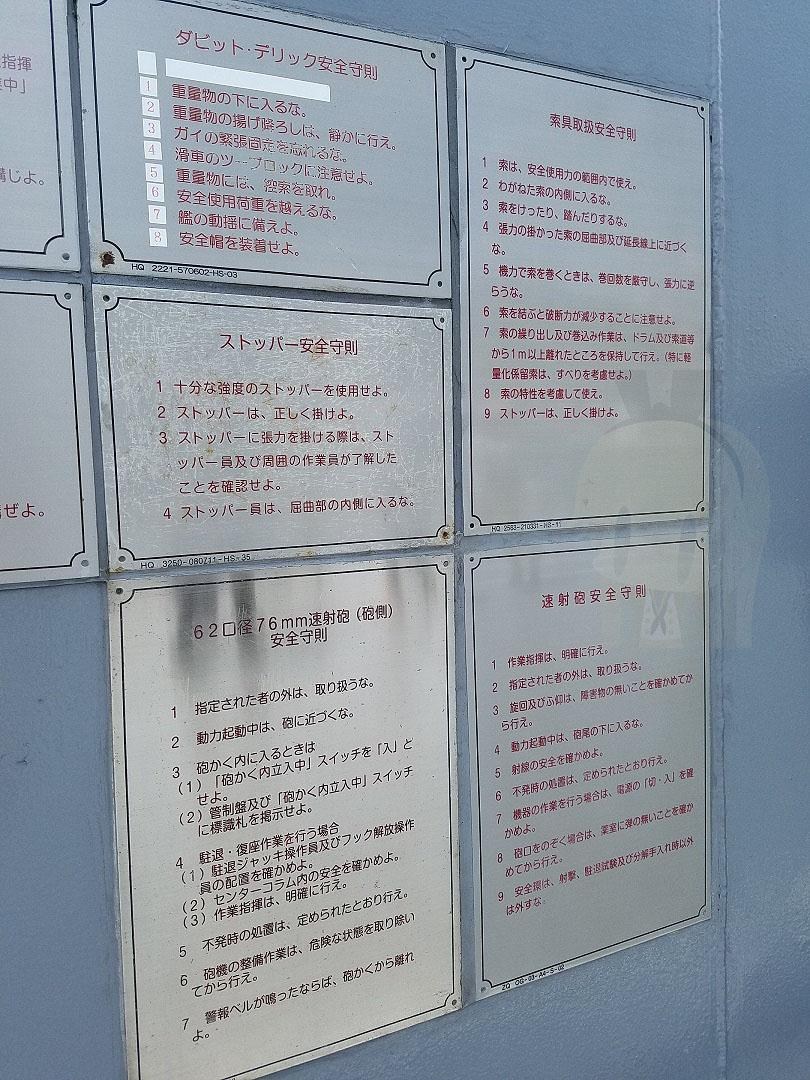 指揮
中」
講じよ。
ぜよ。
ダビット・デリック安全守則
1 重量物の下に入るな。
2 重量物の揚げ降ろしは、静かに行え。
3 ガイの緊張固定を忘れるな。
4 滑車のツーブロックに注意せよ。
5 重量物には、控索を取れ。
6 安全使用荷重を越えるな。
7 艦の動揺に備えよ。
8 安全帽を装着せよ。
HQ 2221-570602-HS-03
ストッパー安全守則
1 十分な強度のストッパーを使用せよ。
2 ストッパーは、正しく掛けよ。
3 ストッパーに張力を掛ける際は、スト
ッパー員及び周囲の作業員が了解した
ことを確認せよ。
4 ストッパー員は、屈曲部の内側に入るな。
HQ 3250-080711-HS-35
62口径76mm速射砲(砲側)
安全守則
1 指定された者の外は、取り扱うな。
2 動力起動中は、砲に近づくな。
3 砲かく内に入るときは
(1)「砲かく内立入中」スイッチを「入」と
せよ。
(2)管制盤及び「砲かく内立入中」スイッチ
に標識札を掲示せよ。
4 駐退・復座作業を行う場合
(1)駐退ジャッキ操作員及びフック解放操作
員の配置を確かめよ。
(2)センターコラム内の安全を確かめよ。
(3)作業指揮は、明確に行え。
5 不発時の処置は、定められたとおり行え。
6 砲機の整備作業は、危険な状態を取り除い
てから行え。
7 警報ベルが鳴ったならば、砲かくから離れ
よ。
索具取扱安全守則
1 索は、安全使用力の範囲内で使え。
2 わがねた索の内側に入るな。
3 索をけったり、踏んだりするな。
4 張力の掛かった索の屈曲部及び延長線上に近づく
な。
5 機力で索を巻くときは、巻回数を厳守し、張力に逆
らうな。
6 索を結ぶと破断力が減少することに注意せよ。
7 索の繰り出し及び巻込み作業は、ドラム及び索道等
から1m以上離れたところを保持して行え。(特に軽
量化係留索は、すべりを考慮せよ。)
8 索の特性を考慮して使え。
9 ストッパーは、正しく掛けよ。
HQ 2563-210331-HS-11
速射砲安全守則
1 作業指揮は、明確に行え。
2 指定された者の外は、取り扱うな。
3 旋回及びふ仰は、障害物の無いことを確かめてか
ら行え。
4 動力起動中は、砲尾の下に入るな。
5 射線の安全を確かめよ。
6 不発時の処置は、定められたとおり行え。
7 機器の作業を行う場合は、電源の「切・入」を確
かめよ。
8 砲口をのぞく場合は、薬室に弾の無いことを確か
めてから行え。
9 安全環は、射撃、駐退試験及び分解手入れ時以外
は外すな。
2Q OG-03-A4-S-02